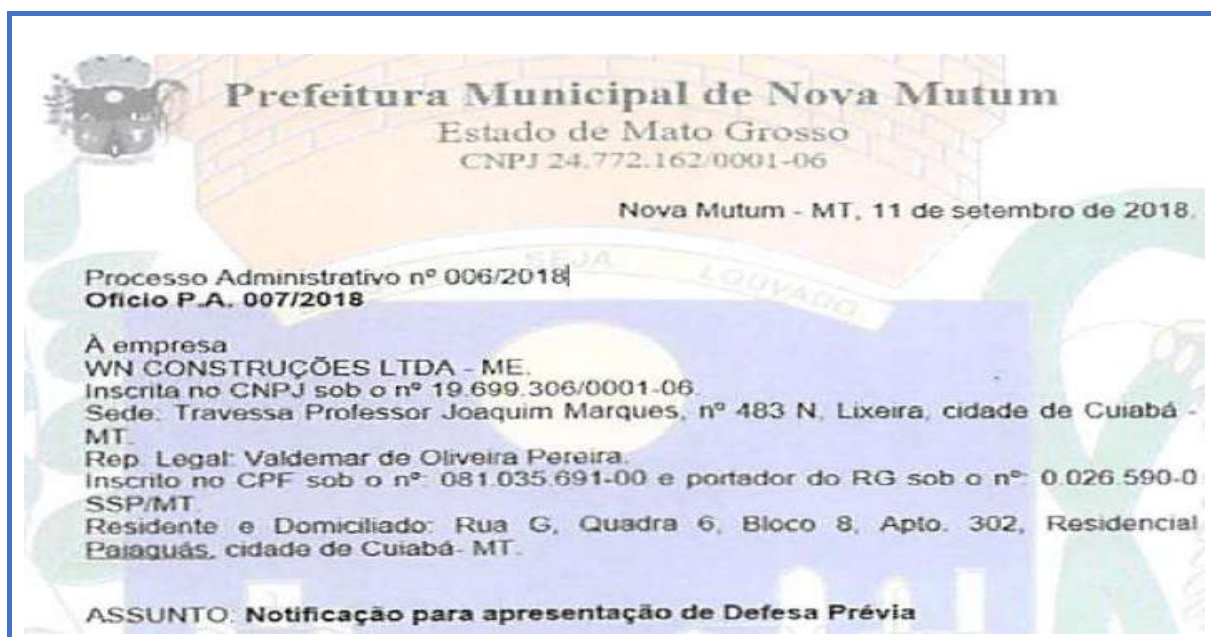 Prefeitura Municipal de Nova Mutum
Estado de Mato Grosso
CNPJ 24.772.162/0001-06
Nova Mutum - MT, 11 de setembro de 2018.
SEJA LOUVADO
Processo Administrativo nº 006/2018
Ofício P.A. 007/2018
À empresa
WN CONSTRUÇÕES LTDA - ME.
Inscrita no CNPJ sob o nº 19.699.306/0001-06.
Sede: Travessa Professor Joaquim Marques, nº 483 N, Lixeira, cidade de Cuiabá -
MT.
Rep. Legal: Valdemar de Oliveira Pereira.
Inscrito no CPF sob o nº: 081.035.691-00 e portador do RG sob o nº: 0.026.590-0
SSP/MT.
Residente e Domiciliado: Rua G, Quadra 6, Bloco 8, Apto. 302, Residencial
Paiaguás, cidade de Cuiabá- MT.
ASSUNTO: Notificação para apresentação de Defesa Prévia